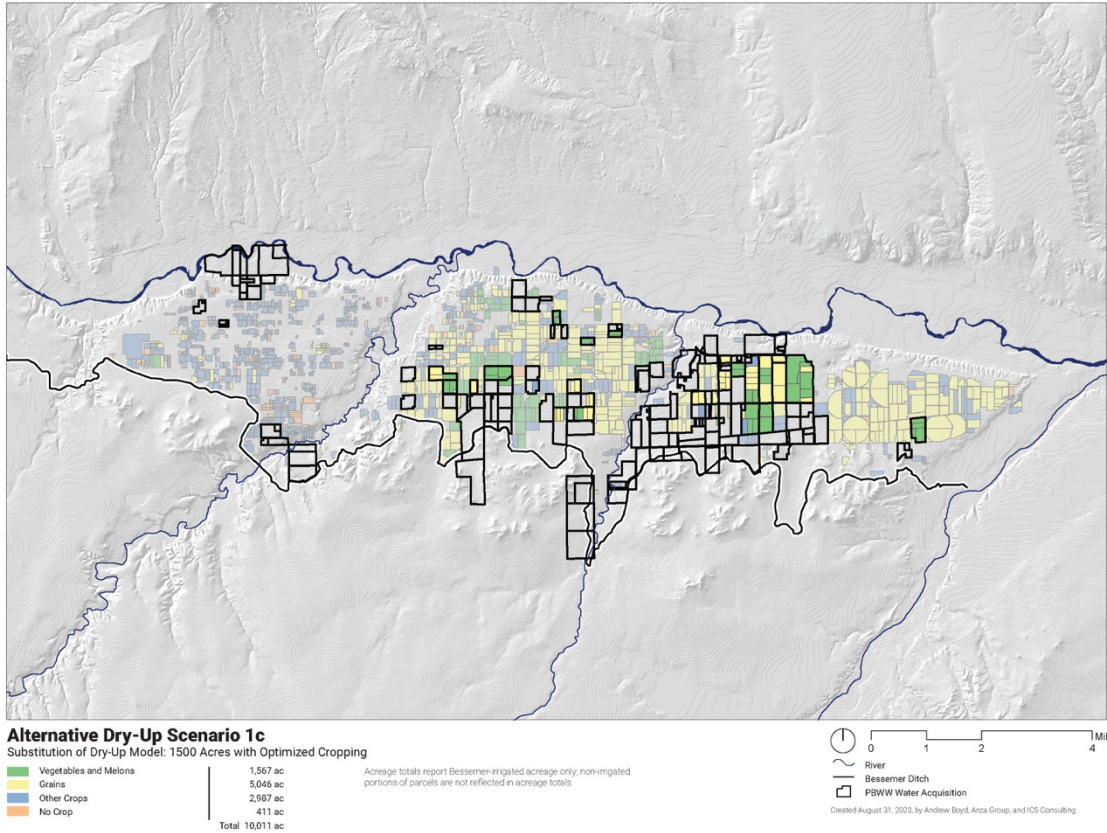 Alternative Dry-Up Scenario 1c
Substitution of Dry-Up Model: 1500 Acres with Optimized Cropping
Vegetables and Melons 1,567 ac
Grains 5,046 ac
Other Crops 2,987 ac
No Crop 411 ac
Total 10,011 ac
Acreage totals report Bessemer-irrigated acreage only; non-irrigated
portions of parcels are not reflected in acreage totals.
0 1 2 4 Mil
River
Bessemer Ditch
PBWW Water Acquisition
Created August 31, 2020, by Andrew Boyd, Anza Group, and ICS Consulting